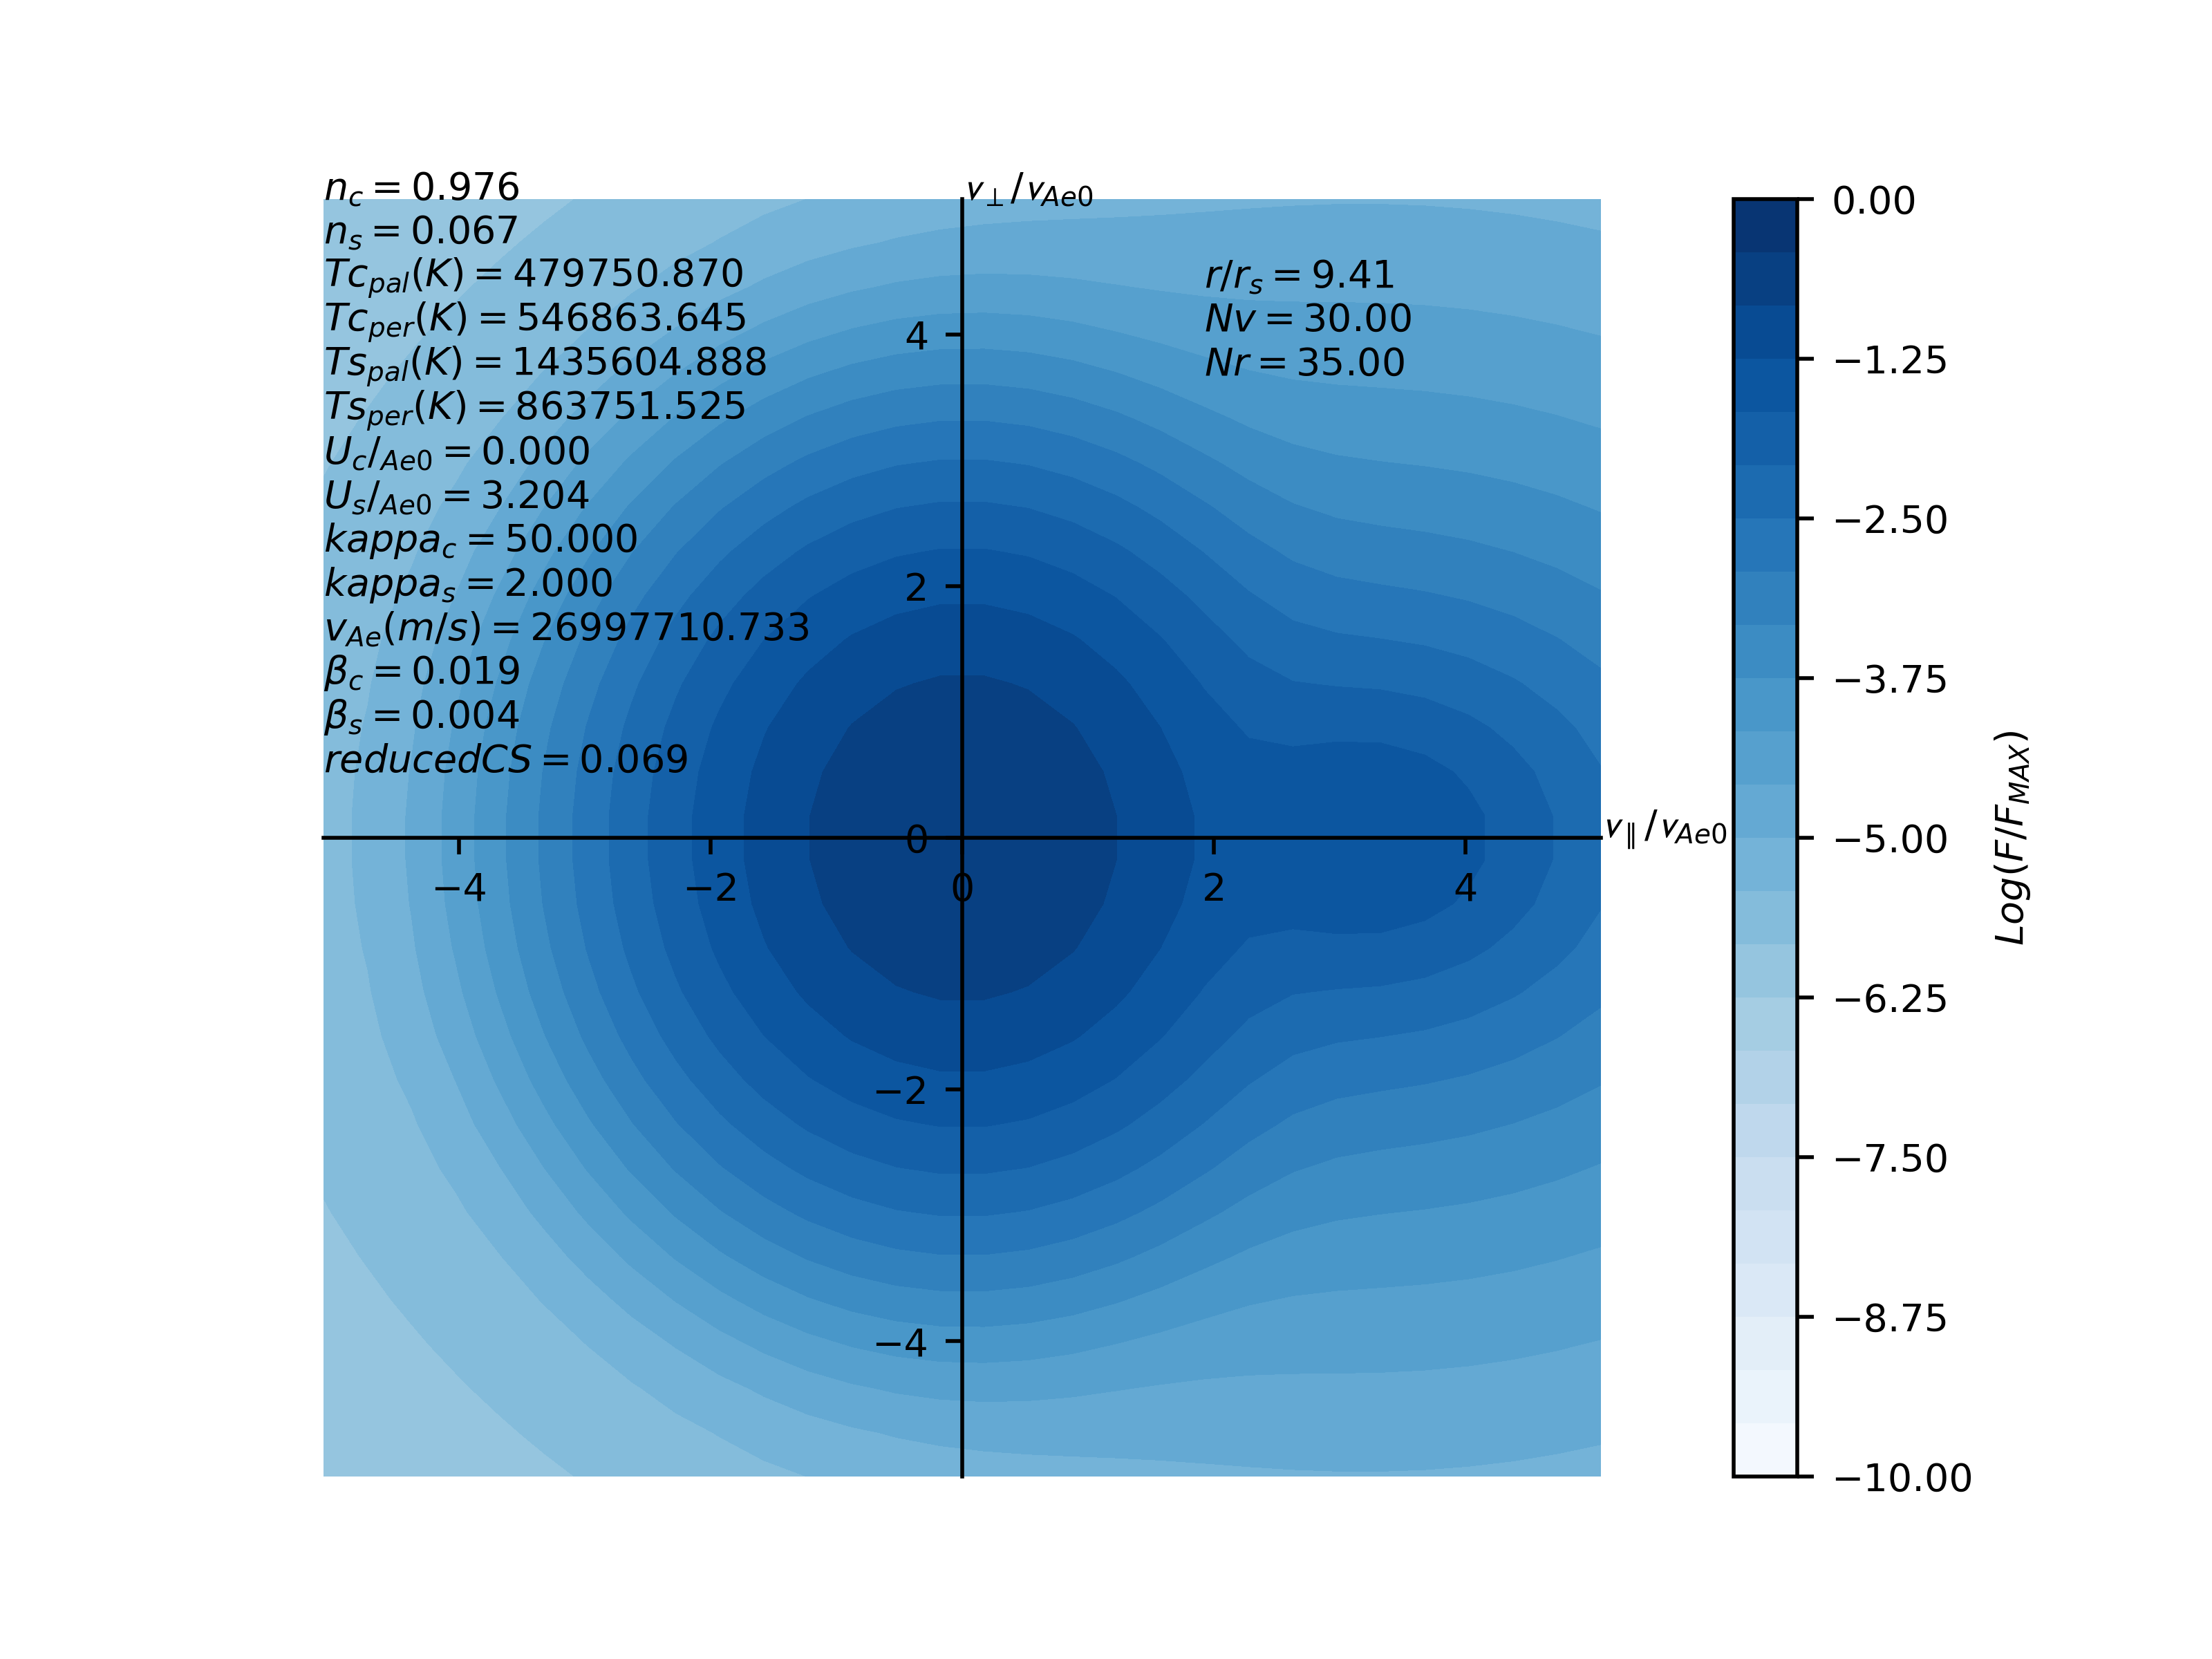 n_c = 0.976
n_s = 0.067
Tc_pal(K) = 479750.870
Tc_per(K) = 546863.645
Ts_pal(K) = 1435604.888
Ts_per(K) = 863751.525
U_c/_Ae0 = 0.000
U_s/_Ae0 = 3.204
kappa_c = 50.000
kappa_s = 2.000
v_Ae(m/s) = 26997710.733
β_c = 0.019
β_s = 0.004
reducedCS = 0.069
v_⊥/v_Ae0
r/r_s = 9.41
Nv = 30.00
Nr = 35.00
4
2
0
−2
−4
−4
−2
0
2
4
v_∥/v_Ae0
0.00
−1.25
−2.50
−3.75
−5.00
−6.25
−7.50
−8.75
−10.00
Log(F/F_MAX)